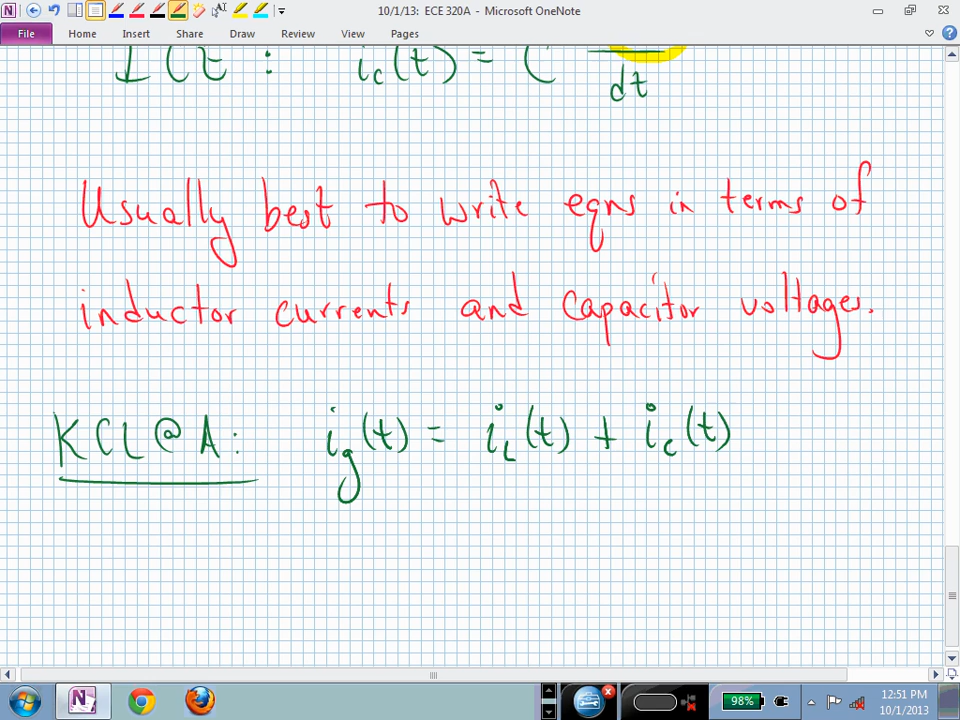 10/1/13: ECE 320A - Microsoft OneNote
File Home Insert Share Draw Review View Pages
i_c(t) = C
dt
Usually best to write eqns in terms of
inductor currents and capacitor voltages.
KCL @ A: i_g(t) = i_L(t) + i_c(t)
98%
12:51 PM
10/1/2013